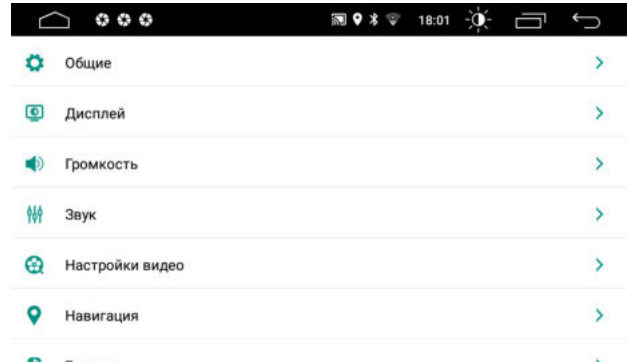 18:01
Общие
Дисплей
Громкость
Звук
Настройки видео
Навигация